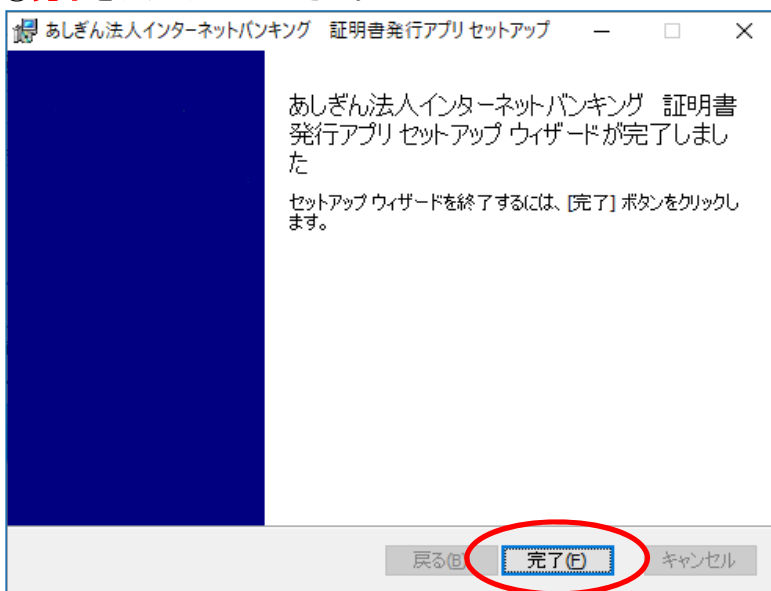 あしぎん法人インターネットバンキング　証明書発行アプリ セットアップ
あしぎん法人インターネットバンキング　証明書
発行アプリ セットアップ ウィザードが完了しまし
た
セットアップ ウィザードを終了するには、[完了] ボタンをクリックし
ます。
戻る(B)
完了(F)
キャンセル